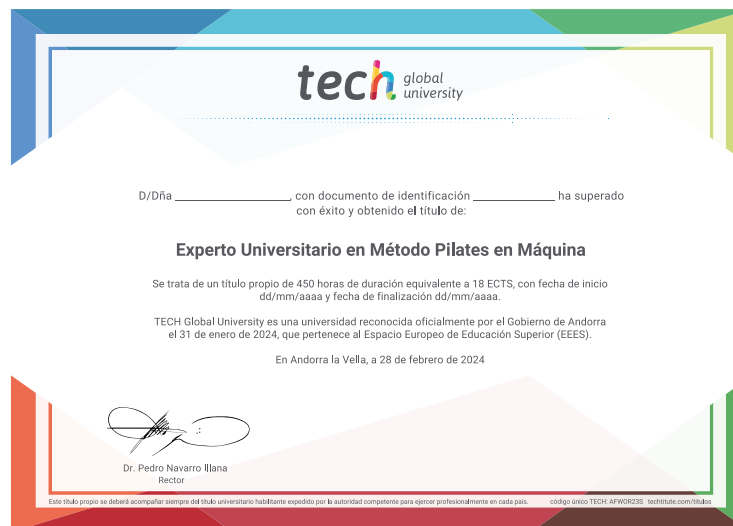 tech global university
D/Dña ______________, con documento de identificación ______________ ha superado
con éxito y obtenido el título de:
Experto Universitario en Método Pilates en Máquina
Se trata de un título propio de 450 horas de duración equivalente a 18 ECTS, con fecha de inicio
dd/mm/aaaa y fecha de finalización dd/mm/aaaa.
TECH Global University es una universidad reconocida oficialmente por el Gobierno de Andorra
el 31 de enero de 2024, que pertenece al Espacio Europeo de Educación Superior (EEES).
En Andorra la Vella, a 28 de febrero de 2024
Dr. Pedro Navarro Illana
Rector
Este título propio se deberá acompañar siempre del título universitario habilitante expedido por la autoridad competente para ejercer profesionalmente en cada país. código único TECH: AFWOR23S techtitute.com/titulos